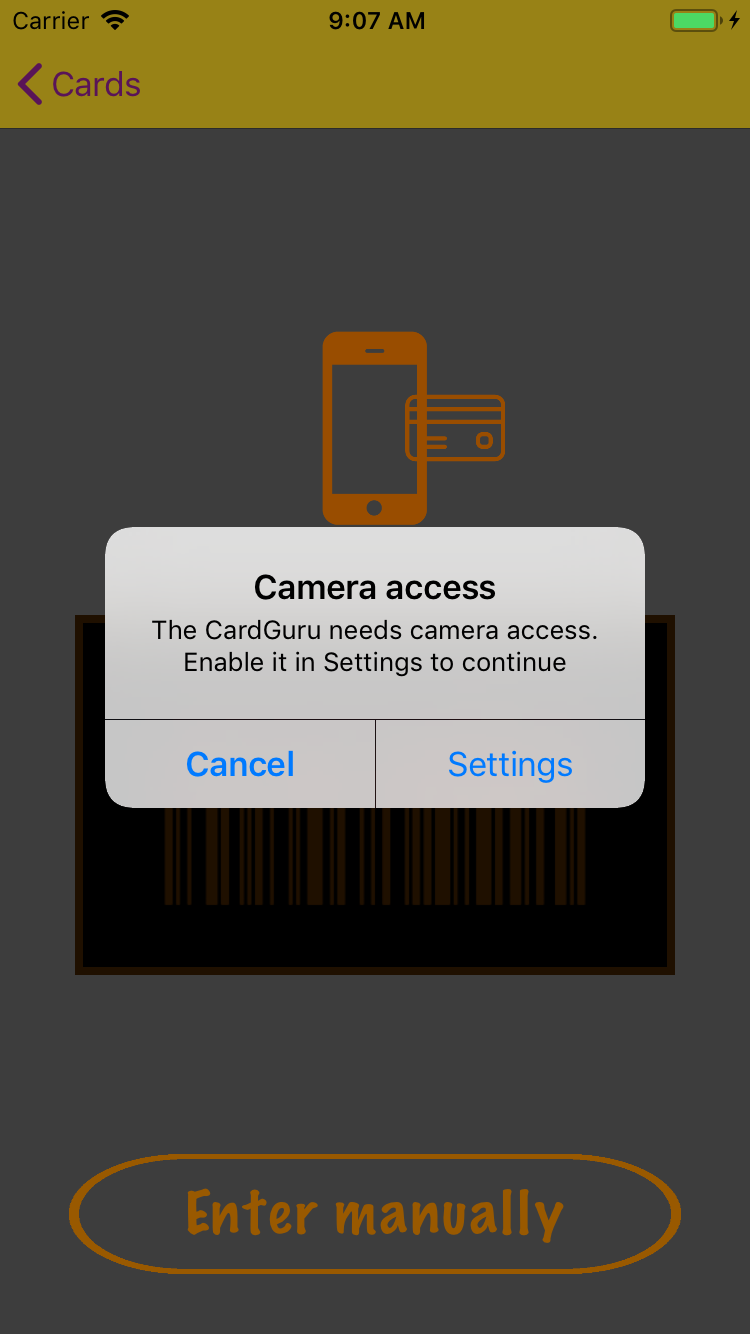 Carrier
9:07 AM
Cards
Camera access
The CardGuru needs camera access.
Enable it in Settings to continue
Cancel
Settings
Enter manually